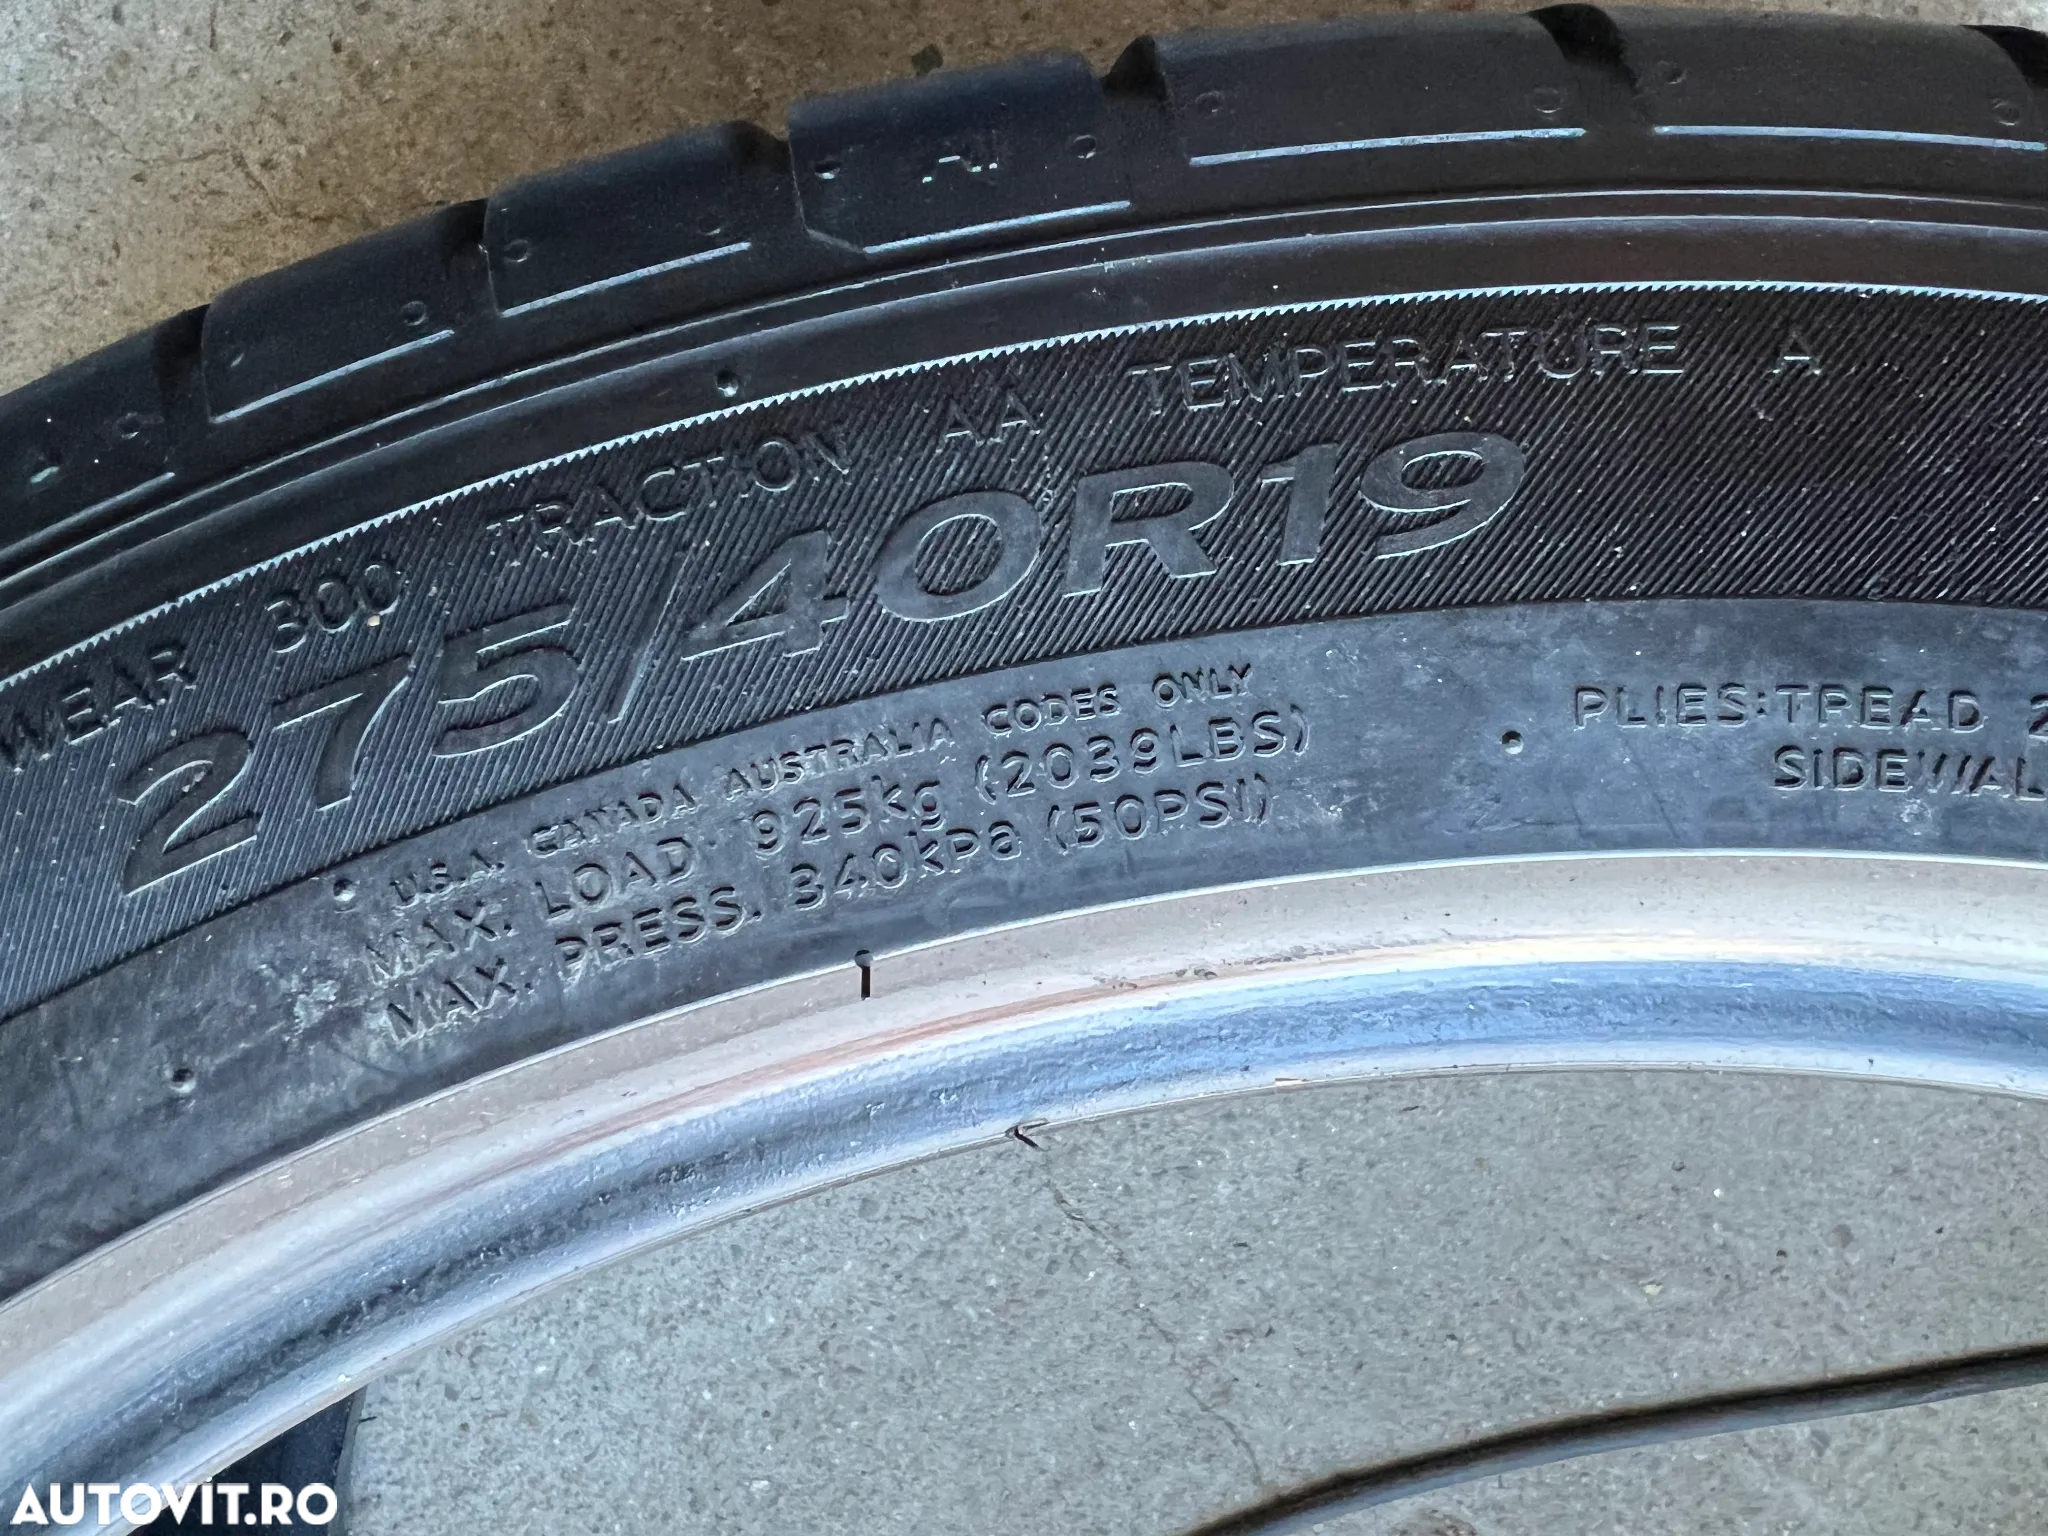 WEAR 300 TRACTION AA TEMPERATURE A
275/40R19
U.S.A. CANADA AUSTRALIA CODES ONLY
MAX. LOAD. 925kg (2039LBS)
MAX. PRESS. 340kPa (50PSI)
PLIES:TREAD 2
SIDEWAL
AUTOVIT.RO